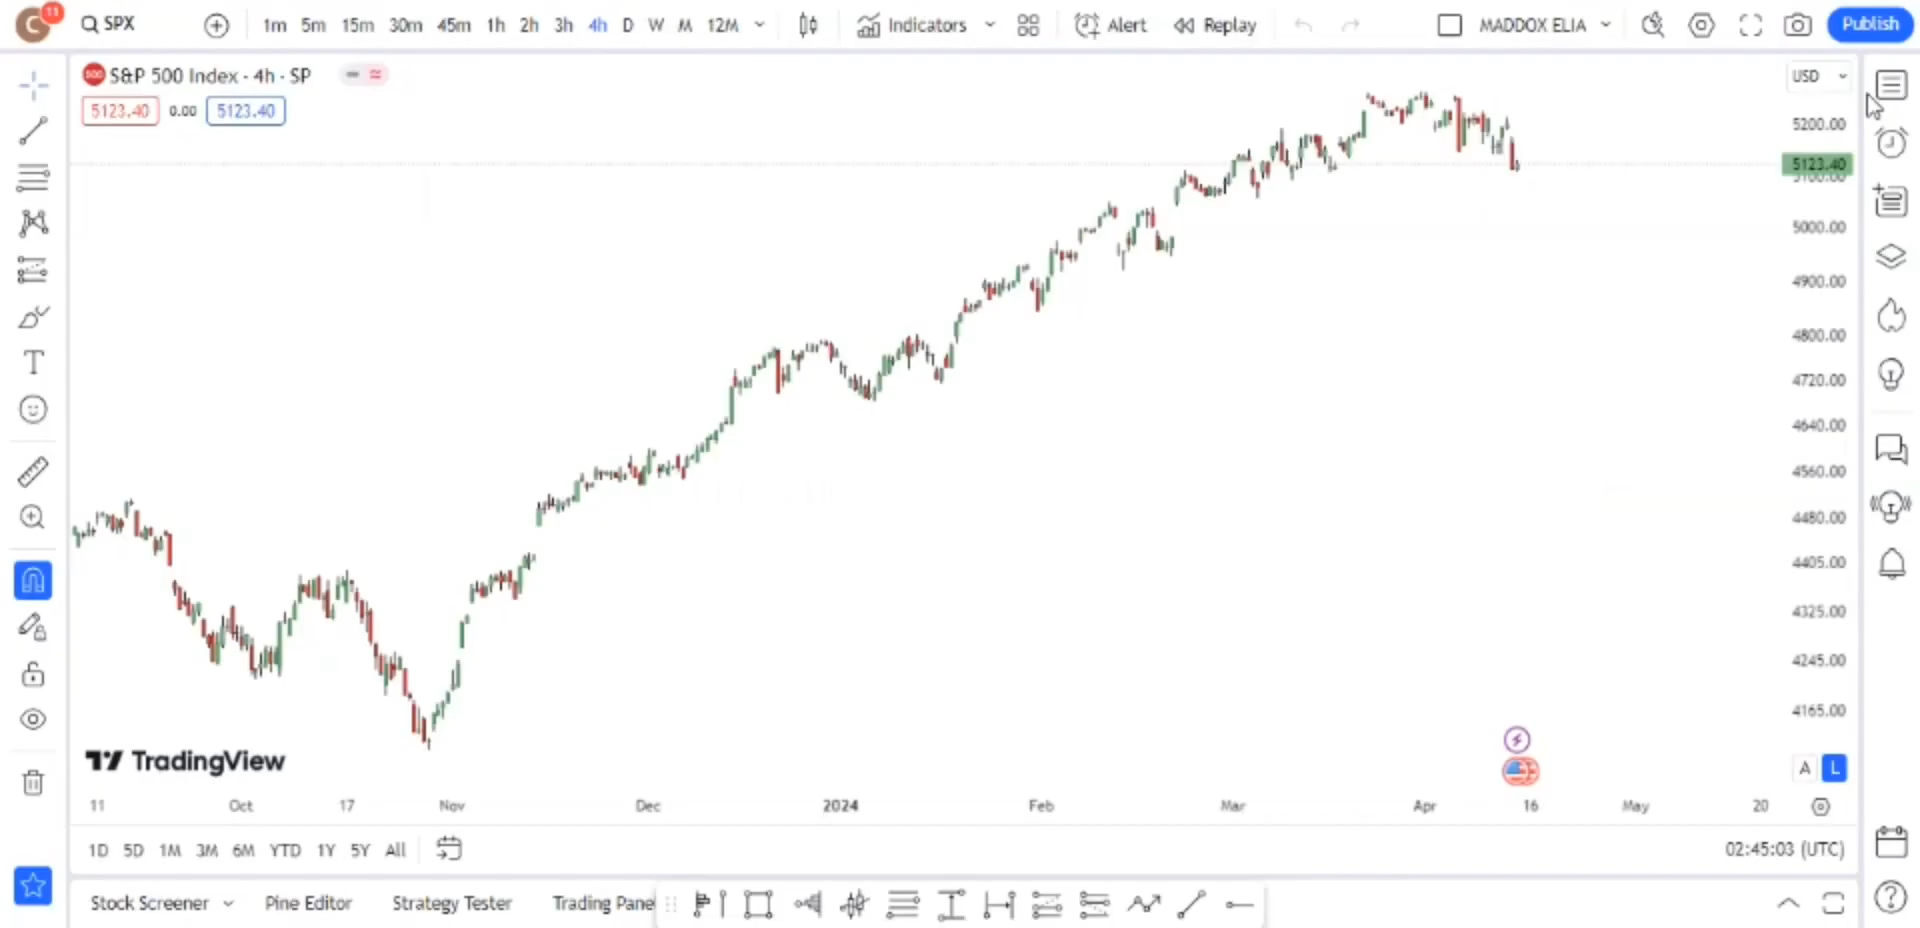 C 11 SPX 1m 5m 15m 30m 45m 1h 2h 3h 4h D W M 12M Indicators Alert Replay MADDOX ELIA Publish
500 S&P 500 Index · 4h · SP
USD
5123.40 0.00 5123.40
5200.00
5123.40
5100.00
5000.00
4900.00
4800.00
4720.00
4640.00
4560.00
4480.00
4405.00
4325.00
4245.00
4165.00
TradingView
A L
11 Oct 17 Nov Dec 2024 Feb Mar Apr 16 May 20
1D 5D 1M 3M 6M YTD 1Y 5Y All
02:45:03 (UTC)
Stock Screener Pine Editor Strategy Tester Trading Pane